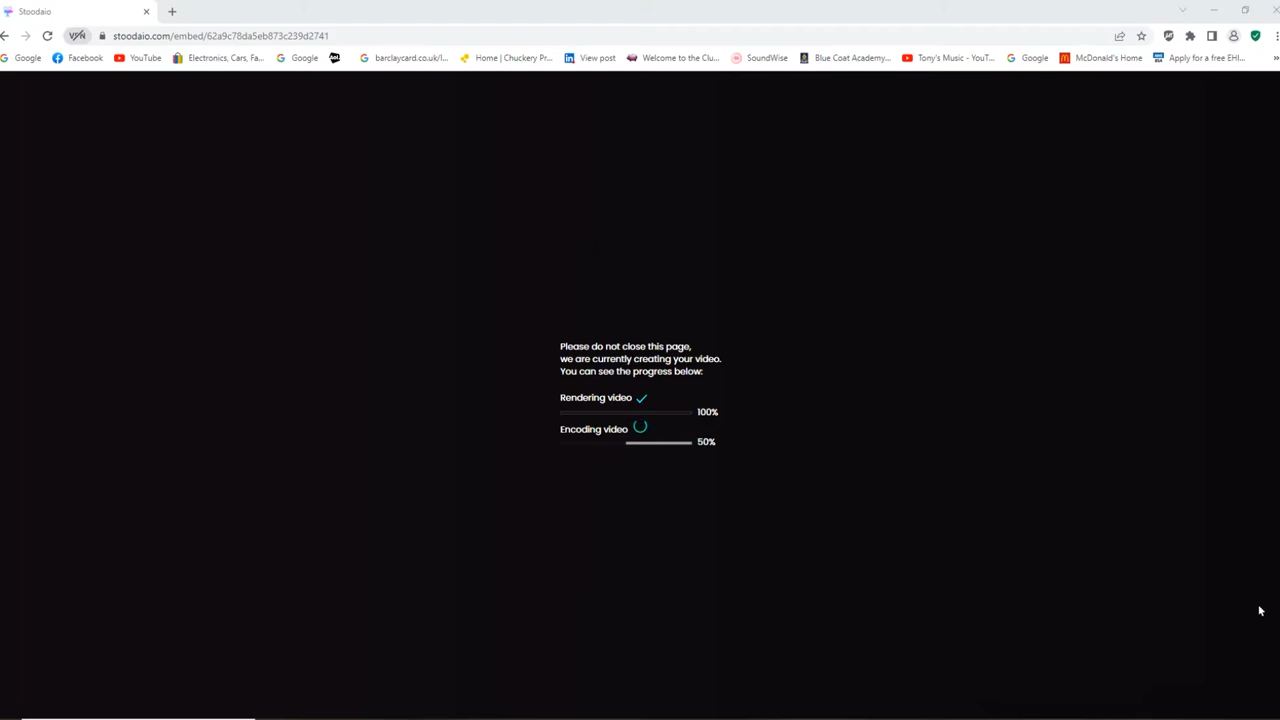 Stoodaio
VPN
stoodaio.com/embed/62a9c78da5eb873c239d2741
Google
Facebook
YouTube
Electronics, Cars, Fa...
Google
Aol.
barclaycard.co.uk/l...
Home | Chuckery Pr...
View post
Welcome to the Clu...
SoundWise
Blue Coat Academy...
Tony's Music - YouT...
Google
McDonald's Home
Apply for a free EHI...
Please do not close this page,
we are currently creating your video.
You can see the progress below:
Rendering video
100%
Encoding video
50%